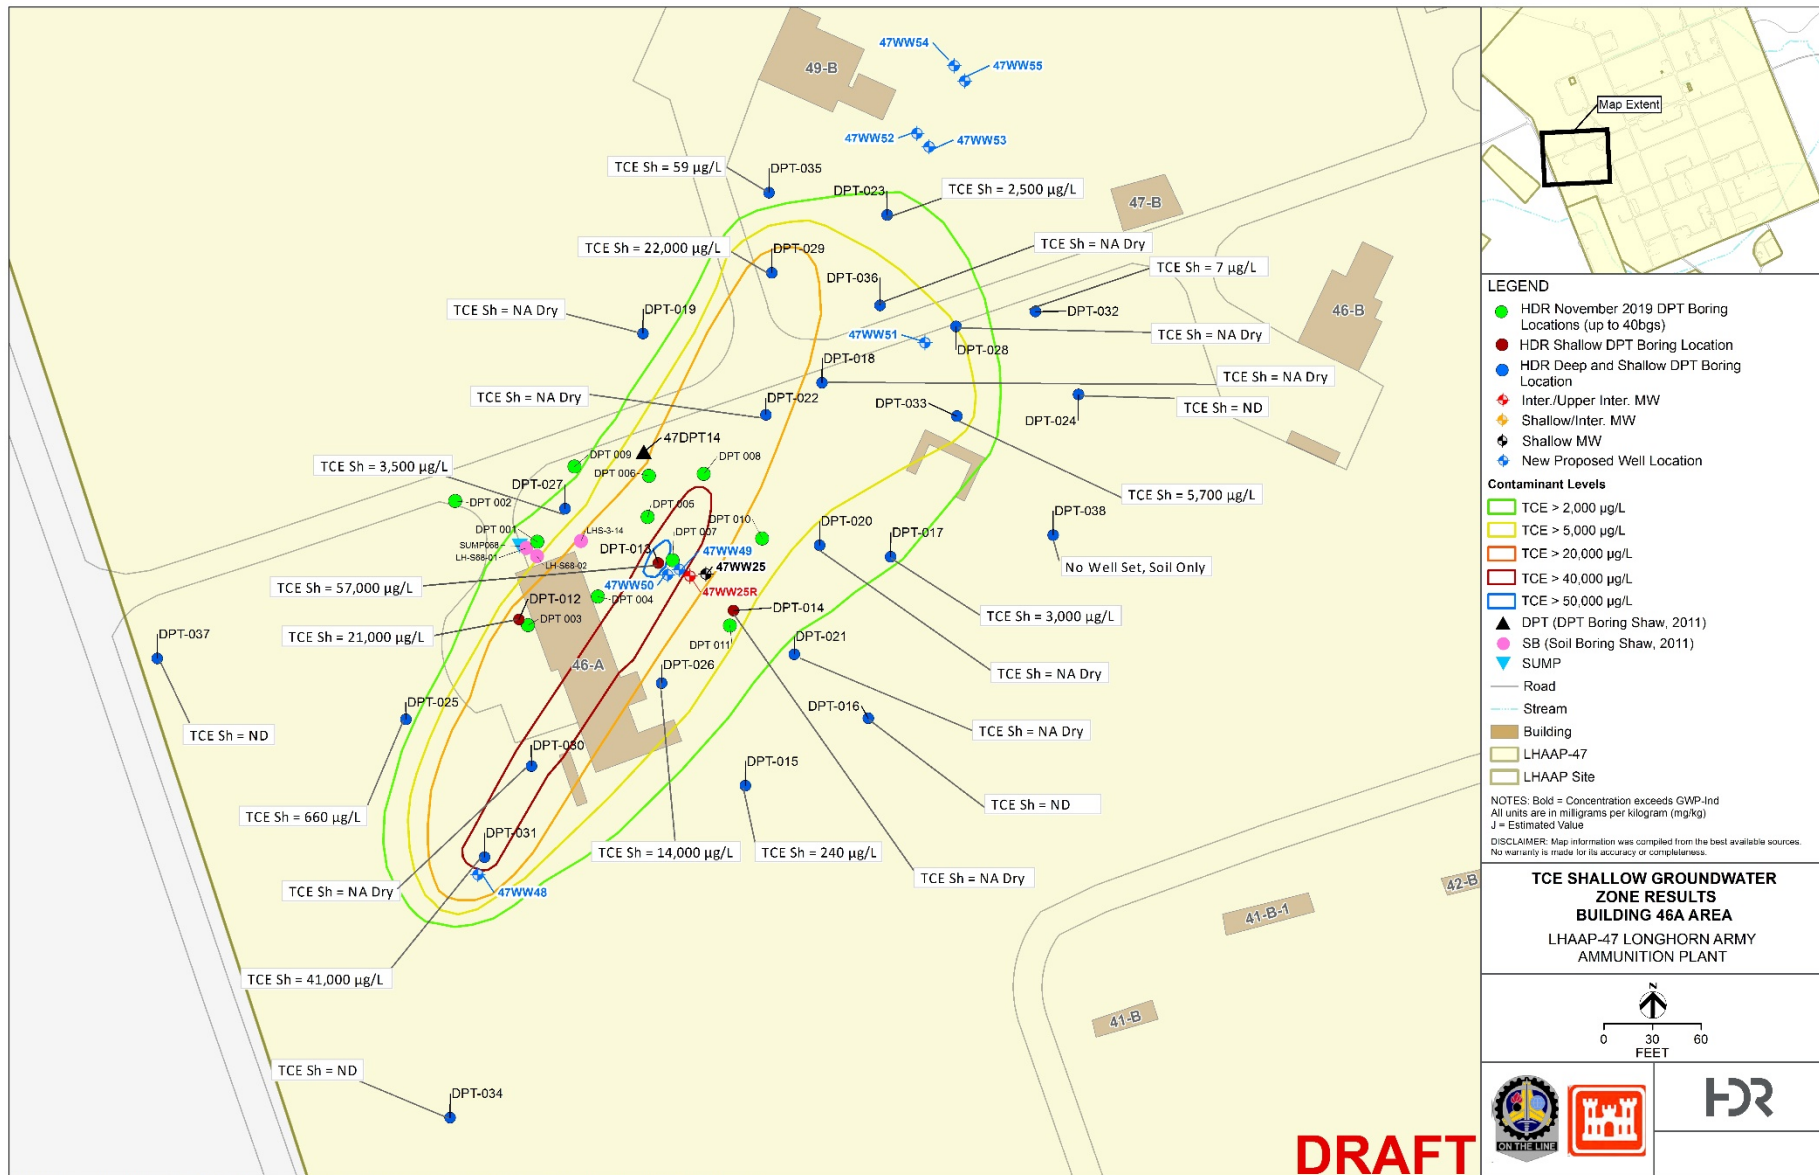 47WW54
47WW55
49-B
47WW52
47WW53
TCE Sh = 59 µg/L
DPT-035
DPT-023
TCE Sh = 2,500 µg/L
47-B
TCE Sh = 22,000 µg/L
DPT-029
TCE Sh = NA Dry
DPT-036
TCE Sh = 7 µg/L
TCE Sh = NA Dry
DPT-019
DPT-032
46-B
47WW51
TCE Sh = NA Dry
DPT-028
DPT-018
TCE Sh = NA Dry
TCE Sh = NA Dry
DPT-022
DPT-033
TCE Sh = ND
DPT-024
47DPT14
TCE Sh = 3,500 µg/L
DPT 009
DPT 008
DPT 006
DPT-027
TCE Sh = 5,700 µg/L
DPT 002
DPT 005
DPT 010
DPT-020
DPT-017
DPT-038
DPT 001
LHS-3-14
DPT 007
SUMP068
DPT-013
47WW49
LH-S68-01
LH-S68-02
47WW25
No Well Set, Soil Only
TCE Sh = 57,000 µg/L
47WW50
47WW25R
DPT-012
DPT 004
DPT-014
TCE Sh = 3,000 µg/L
TCE Sh = 21,000 µg/L
DPT 003
DPT 011
DPT-021
DPT-037
46-A
DPT-026
TCE Sh = NA Dry
DPT-025
DPT-016
TCE Sh = ND
TCE Sh = NA Dry
DPT-030
DPT-015
TCE Sh = ND
TCE Sh = 660 µg/L
DPT-031
TCE Sh = 14,000 µg/L
TCE Sh = 240 µg/L
TCE Sh = NA Dry
TCE Sh = NA Dry
47WW48
42-B
41-B-1
TCE Sh = 41,000 µg/L
41-B
TCE Sh = ND
DPT-034
DRAFT
Map Extent
LEGEND
HDR November 2019 DPT Boring
Locations (up to 40bgs)
HDR Shallow DPT Boring Location
HDR Deep and Shallow DPT Boring
Location
Inter./Upper Inter. MW
Shallow/Inter. MW
Shallow MW
New Proposed Well Location
Contaminant Levels
TCE > 2,000 µg/L
TCE > 5,000 µg/L
TCE > 20,000 µg/L
TCE > 40,000 µg/L
TCE > 50,000 µg/L
DPT (DPT Boring Shaw, 2011)
SB (Soil Boring Shaw, 2011)
SUMP
Road
Stream
Building
LHAAP-47
LHAAP Site
NOTES: Bold = Concentration exceeds GWP-Ind
All units are in milligrams per kilogram (mg/kg)
J = Estimated Value
DISCLAIMER: Map information was compiled from the best available sources.
No warranty is made for its accuracy or completeness.
TCE SHALLOW GROUNDWATER
ZONE RESULTS
BUILDING 46A AREA
LHAAP-47 LONGHORN ARMY
AMMUNITION PLANT
N
0 30 60
FEET
ON THE LINE
HDR